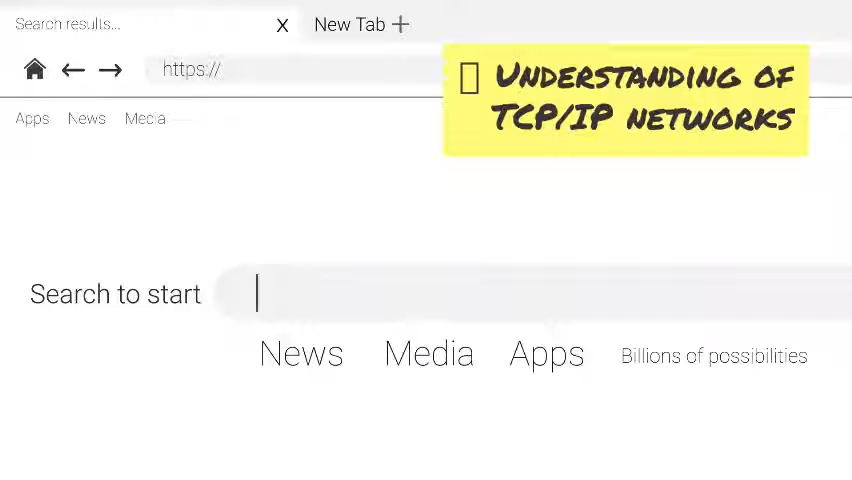 Search results...
X
New Tab
https://
UNDERSTANDING OF
TCP/IP NETWORKS
Apps News Media
Search to start
News Media Apps Billions of possibilities